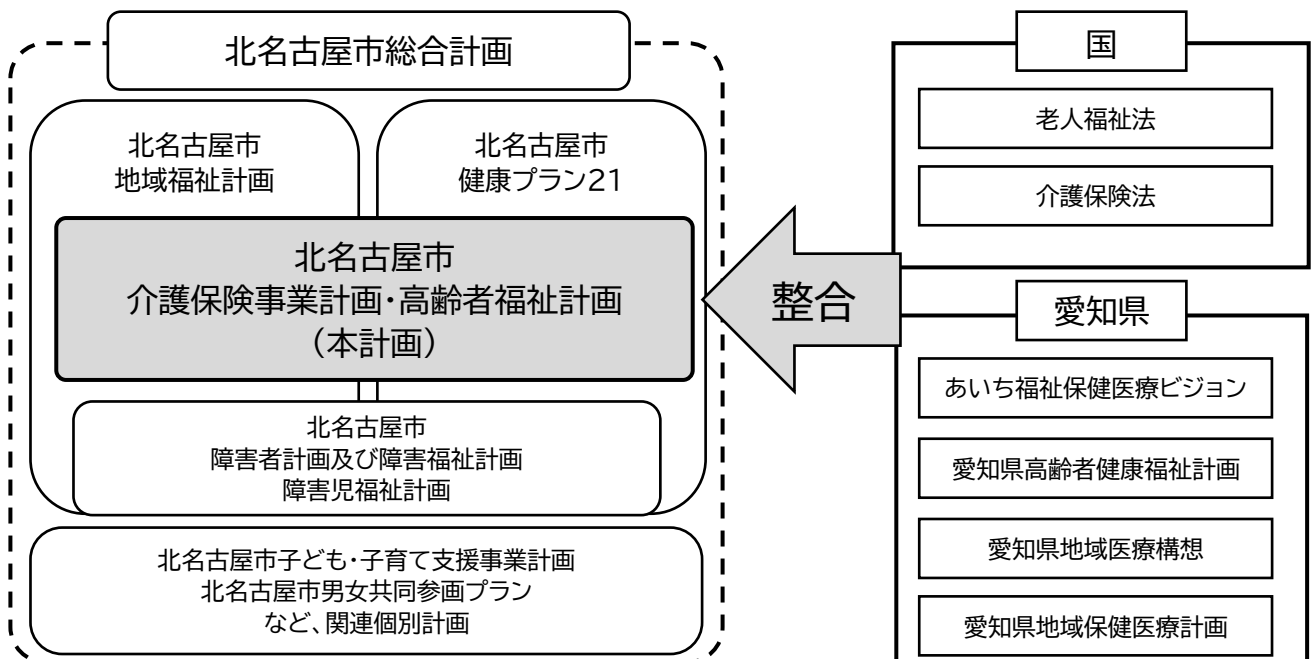 北名古屋市総合計画
北名古屋市
地域福祉計画
北名古屋市
健康プラン21
北名古屋市
介護保険事業計画・高齢者福祉計画
（本計画）
北名古屋市
障害者計画及び障害福祉計画
障害児福祉計画
北名古屋市子ども・子育て支援事業計画
北名古屋市男女共同参画プラン
など、関連個別計画
整合
国
老人福祉法
介護保険法
愛知県
あいち福祉保健医療ビジョン
愛知県高齢者健康福祉計画
愛知県地域医療構想
愛知県地域保健医療計画